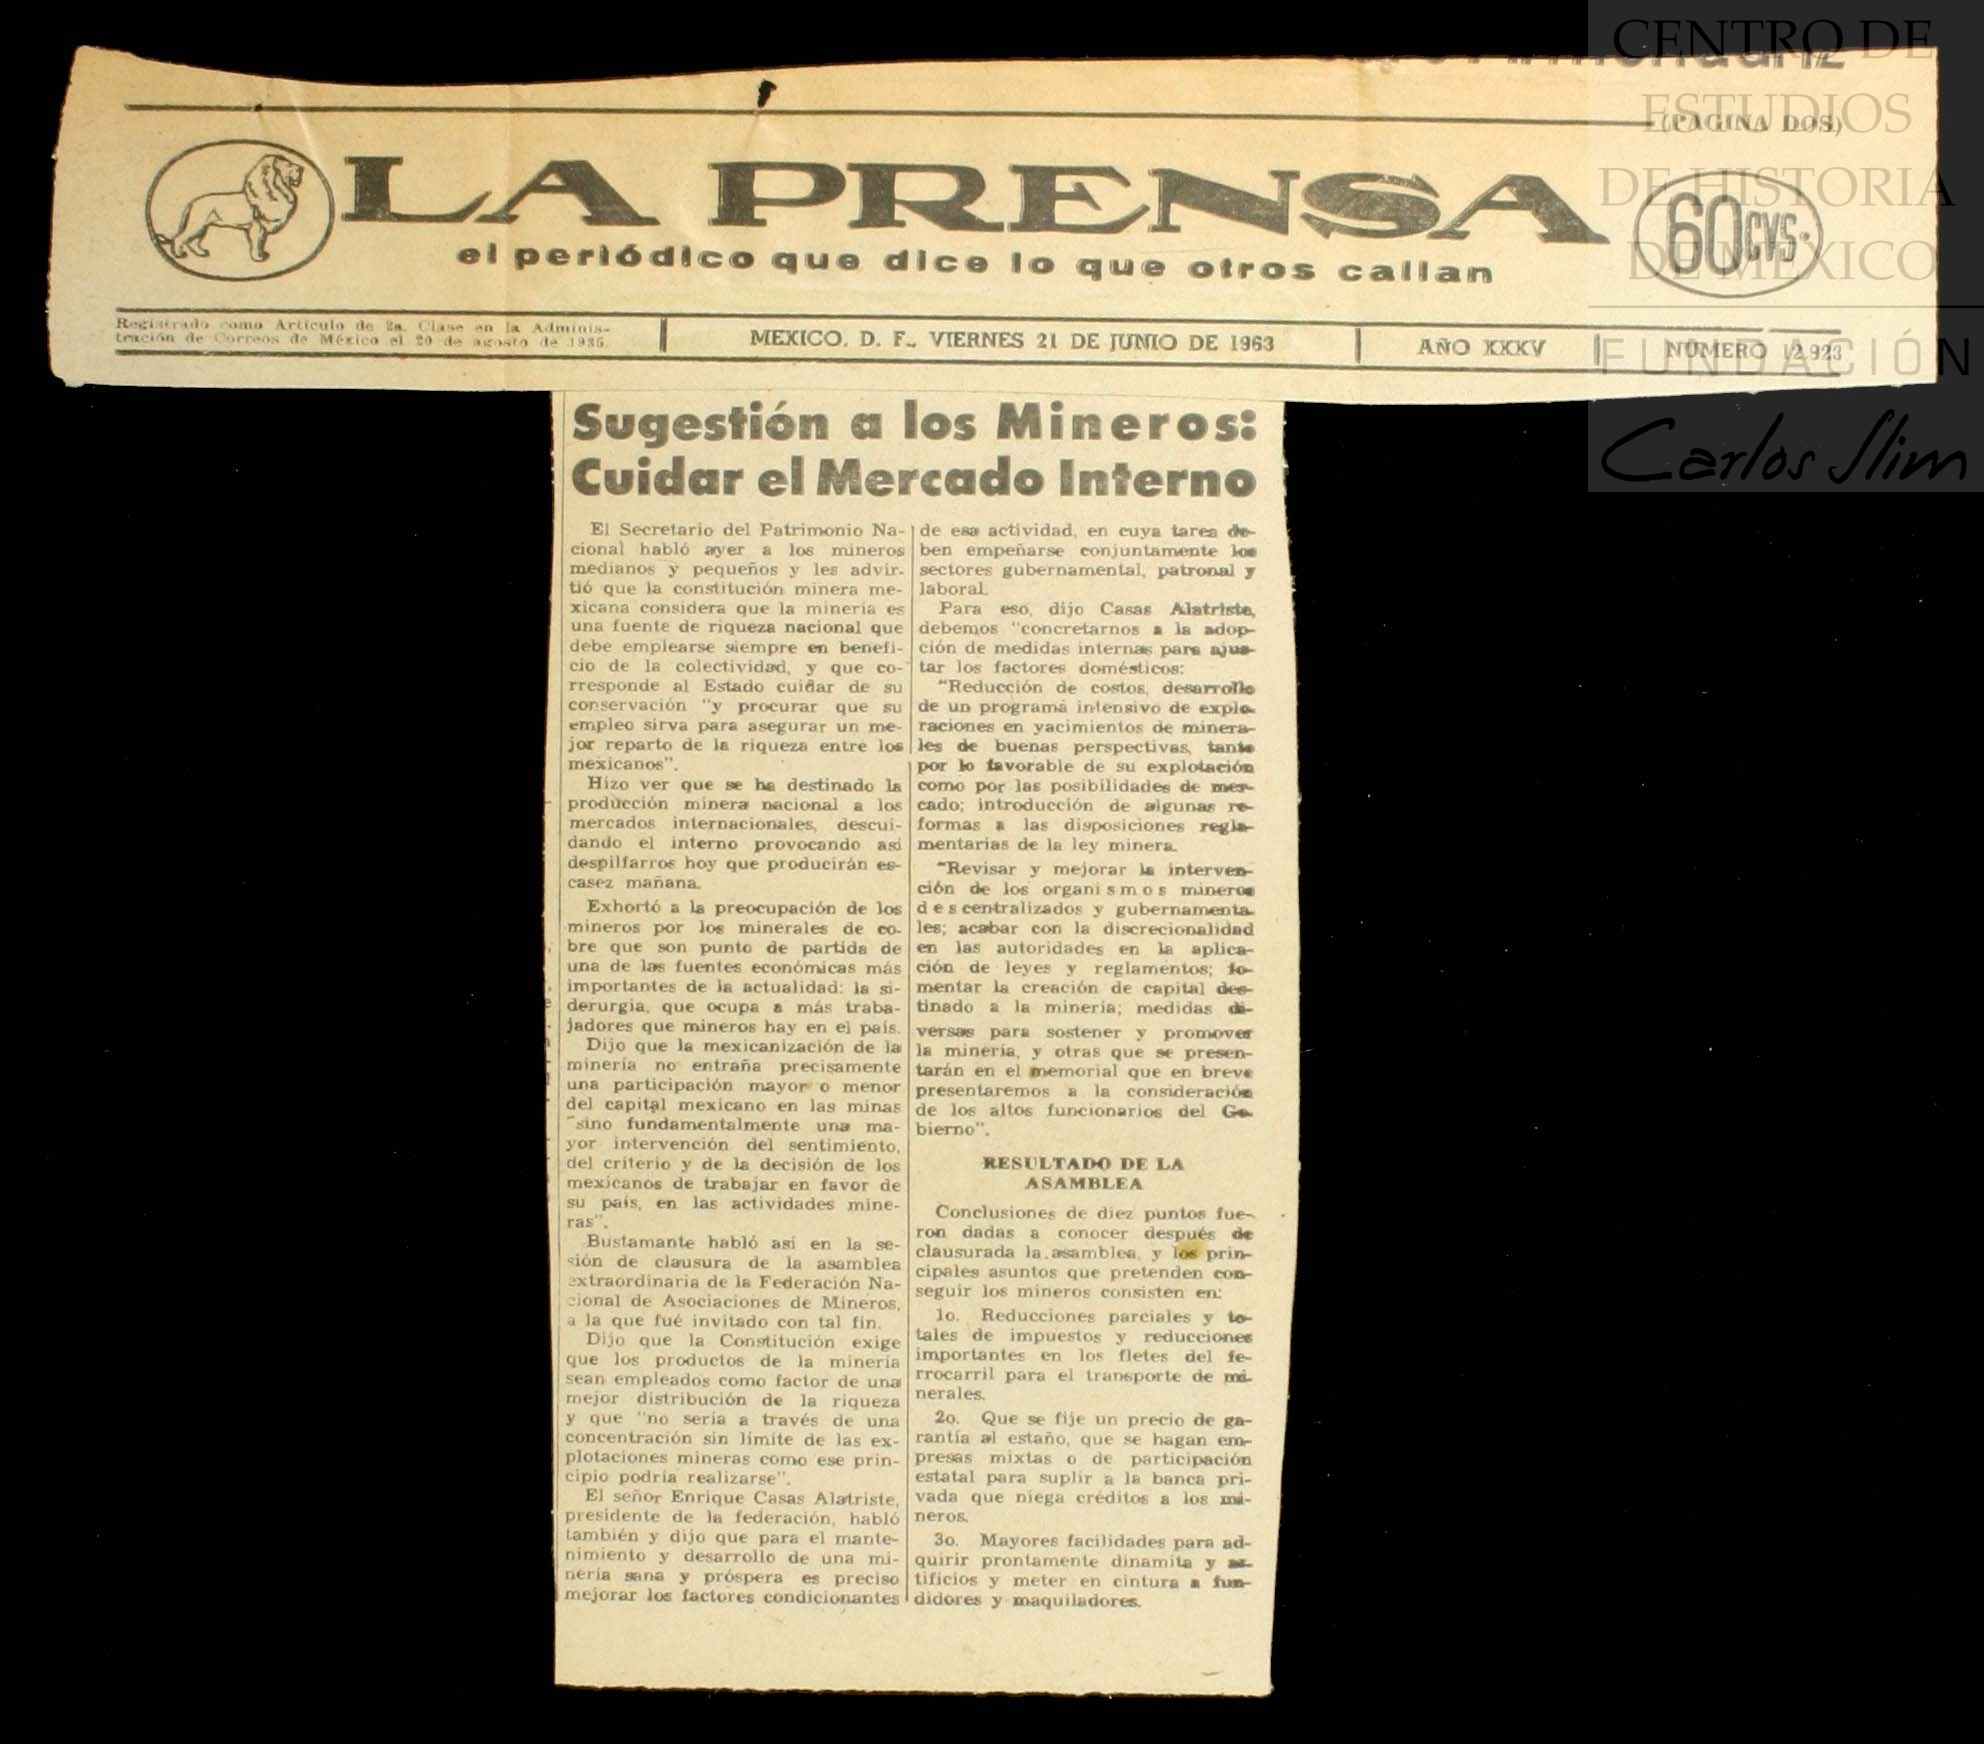 (PAGINA DOS)
LA PRENSA
60 CVS.
el periódico que dice lo que otros callan
Registrado como Artículo de 2a. Clase en la Adminis-
tración de Correos de México el 20 de agosto de 1935.
MEXICO, D. F., VIERNES 21 DE JUNIO DE 1963
AÑO XXXV
NUMERO 12,923
CENTRO DE
ESTUDIOS
DE HISTORIA
DE MEXICO
FUNDACIÓN
Carlos Slim
Sugestión a los Mineros:
Cuidar el Mercado Interno
El Secretario del Patrimonio Na-
cional habló ayer a los mineros
medianos y pequeños y les advir-
tió que la constitución minera me-
xicana considera que la minería es
una fuente de riqueza nacional que
debe emplearse siempre en benefi-
cio de la colectividad, y que co-
rresponde al Estado cuidar de su
conservación "y procurar que su
empleo sirva para asegurar un me-
jor reparto de la riqueza entre los
mexicanos".
Hizo ver que se ha destinado la
producción minera nacional a los
mercados internacionales, descui-
dando el interno provocando así
despilfarros hoy que producirán es-
casez mañana.
Exhortó a la preocupación de los
mineros por los minerales de co-
bre que son punto de partida de
una de las fuentes económicas más
importantes de la actualidad: la si-
derurgia, que ocupa a más traba-
jadores que mineros hay en el país.
Dijo que la mexicanización de la
minería no entraña precisamente
una participación mayor o menor
del capital mexicano en las minas
"sino fundamentalmente una ma-
yor intervención del sentimiento,
del criterio y de la decisión de los
mexicanos de trabajar en favor de
su país, en las actividades mine-
ras".
Bustamante habló así en la se-
sión de clausura de la asamblea
extraordinaria de la Federación Na-
cional de Asociaciones de Mineros,
a la que fué invitado con tal fin.
Dijo que la Constitución exige
que los productos de la minería
sean empleados como factor de una
mejor distribución de la riqueza
y que "no sería a través de una
concentración sin límite de las ex-
plotaciones mineras como ese prin-
cipio podría realizarse".
El señor Enrique Casas Alatriste,
presidente de la federación, habló
también y dijo que para el mante-
nimiento y desarrollo de una mi-
nería sana y próspera es preciso
mejorar los factores condicionantes
de esa actividad, en cuya tarea de-
ben empeñarse conjuntamente los
sectores gubernamental, patronal y
laboral.
Para eso, dijo Casas Alatriste,
debemos "concretarnos a la adop-
ción de medidas internas para ajus-
tar los factores domésticos:
"Reducción de costos, desarrollo
de un programa intensivo de explo-
raciones en yacimientos de minera-
les de buenas perspectivas, tanto
por lo favorable de su explotación
como por las posibilidades de mer-
cado; introducción de algunas re-
formas a las disposiciones regla-
mentarias de la ley minera.
"Revisar y mejorar la interven-
ción de los organismos mineros
descentralizados y gubernamenta-
les; acabar con la discrecionalidad
en las autoridades en la aplica-
ción de leyes y reglamentos; fo-
mentar la creación de capital des-
tinado a la minería; medidas di-
versas para sostener y promover
la minería, y otras que se presen-
tarán en el memorial que en breve
presentaremos a la consideración
de los altos funcionarios del Go-
bierno".
RESULTADO DE LA
ASAMBLEA
Conclusiones de diez puntos fue-
ron dadas a conocer después de
clausurada la asamblea, y los prin-
cipales asuntos que pretenden con-
seguir los mineros consisten en:
1o. Reducciones parciales y to-
tales de impuestos y reducciones
importantes en los fletes del fe-
rrocarril para el transporte de mi-
nerales.
2o. Que se fije un precio de ga-
rantía al estaño, que se hagan em-
presas mixtas o de participación
estatal para suplir a la banca pri-
vada que niega créditos a los mi-
neros.
3o. Mayores facilidades para ad-
quirir prontamente dinamita y ar-
tificios y meter en cintura a fun-
didores y maquiladores.